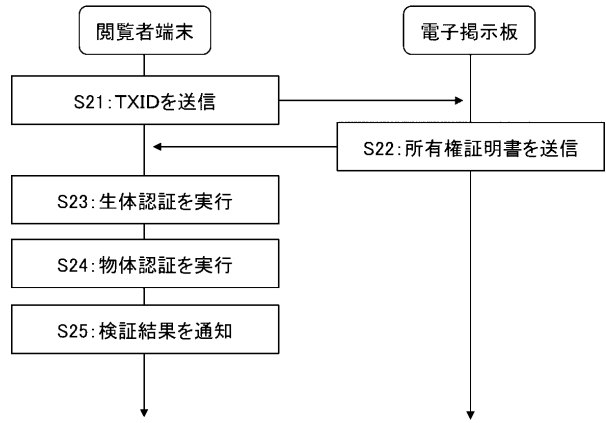 閲覧者端末
電子掲示板
S21:TXIDを送信
S22:所有権証明書を送信
S23:生体認証を実行
S24:物体認証を実行
S25:検証結果を通知